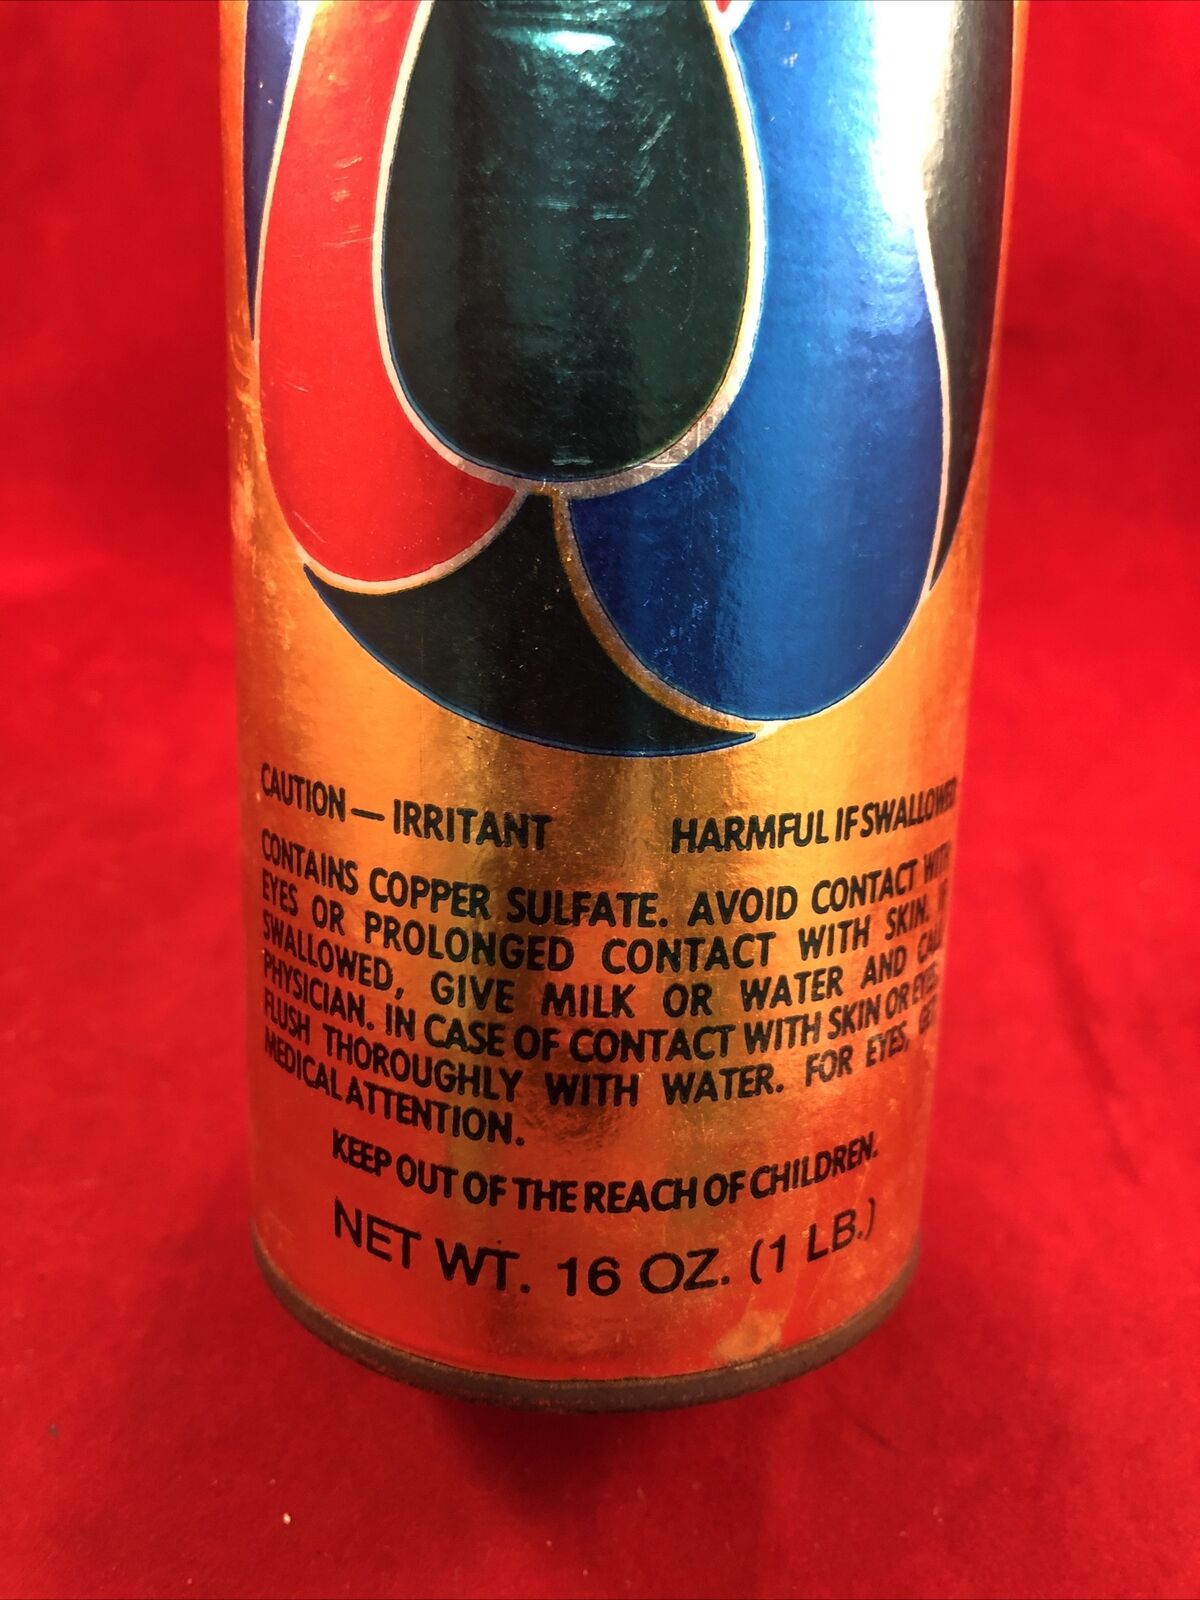 CAUTION — IRRITANT HARMFUL IF SWALLOWED
CONTAINS COPPER SULFATE. AVOID CONTACT WITH
EYES OR PROLONGED CONTACT WITH SKIN. IF
SWALLOWED, GIVE MILK OR WATER AND CALL
PHYSICIAN. IN CASE OF CONTACT WITH SKIN OR EYES,
FLUSH THOROUGHLY WITH WATER. FOR EYES, GET
MEDICAL ATTENTION.
KEEP OUT OF THE REACH OF CHILDREN.
NET WT. 16 OZ. (1 LB.)